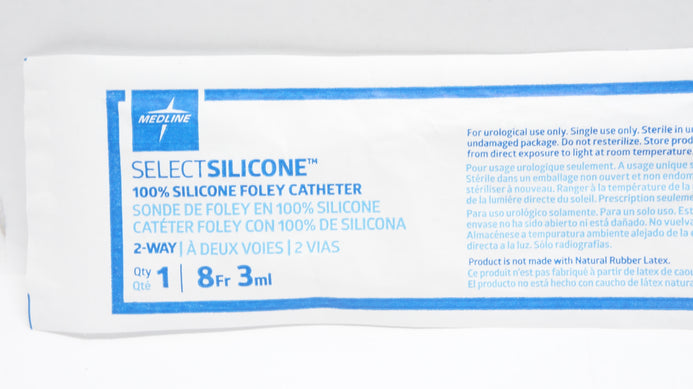 MEDLINE
SELECTSILICONE™
100% SILICONE FOLEY CATHETER
SONDE DE FOLEY EN 100% SILICONE
CATÉTER FOLEY CON 100% DE SILICONA
2-WAY | À DEUX VOIES | 2 VIAS
Qty
Qté
1 | 8Fr 3ml
For urological use only. Single use only. Sterile in
undamaged package. Do not resterilize. Store
from direct exposure to light at room temperature.
Pour usage urologique seulement. A usage unique
Stérile dans un emballage non ouvert et non
stériliser à nouveau. Ranger à la température de la
de la lumière directe du soleil. Prescription
Para uso urológico solamente. Para un solo uso.
envase no ha sido abierto ni está dañado. No vuelva
Almacénese a temperatura ambiente alejado de la
directa a la luz. Sólo radiografías.
Product is not made with Natural Rubber Latex.
Ce produit n'est pas fabriqué à partir de latex de
El producto no está hecho con caucho de látex